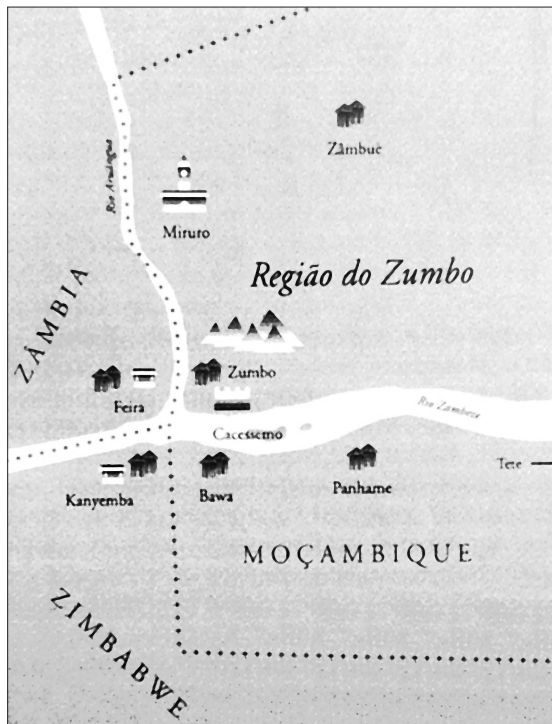 Zâmbuè
Rio Aruângua
Miruro
Região do Zumbo
ZÂMBIA
Zumbo
Feira
Rio Zambeze
Cacessemo
Tete
Kanyemba
Bawa
Panhame
MOÇAMBIQUE
ZIMBABWE